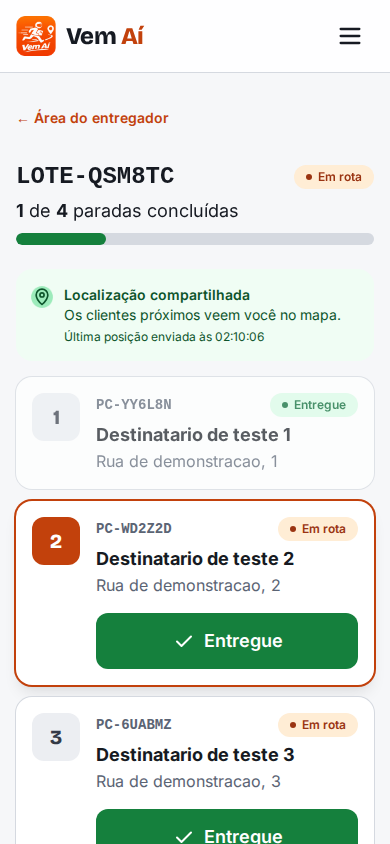 Vem Aí
Vem Aí
← Área do entregador
LOTE-QSM8TC
Em rota
1 de 4 paradas concluídas
Localização compartilhada
Os clientes próximos veem você no mapa.
Última posição enviada às 02:10:06
1
PC-YY6L8N
Entregue
Destinatario de teste 1
Rua de demonstracao, 1
2
PC-WD2Z2D
Em rota
Destinatario de teste 2
Rua de demonstracao, 2
Entregue
3
PC-6UABMZ
Em rota
Destinatario de teste 3
Rua de demonstracao, 3
Entregue